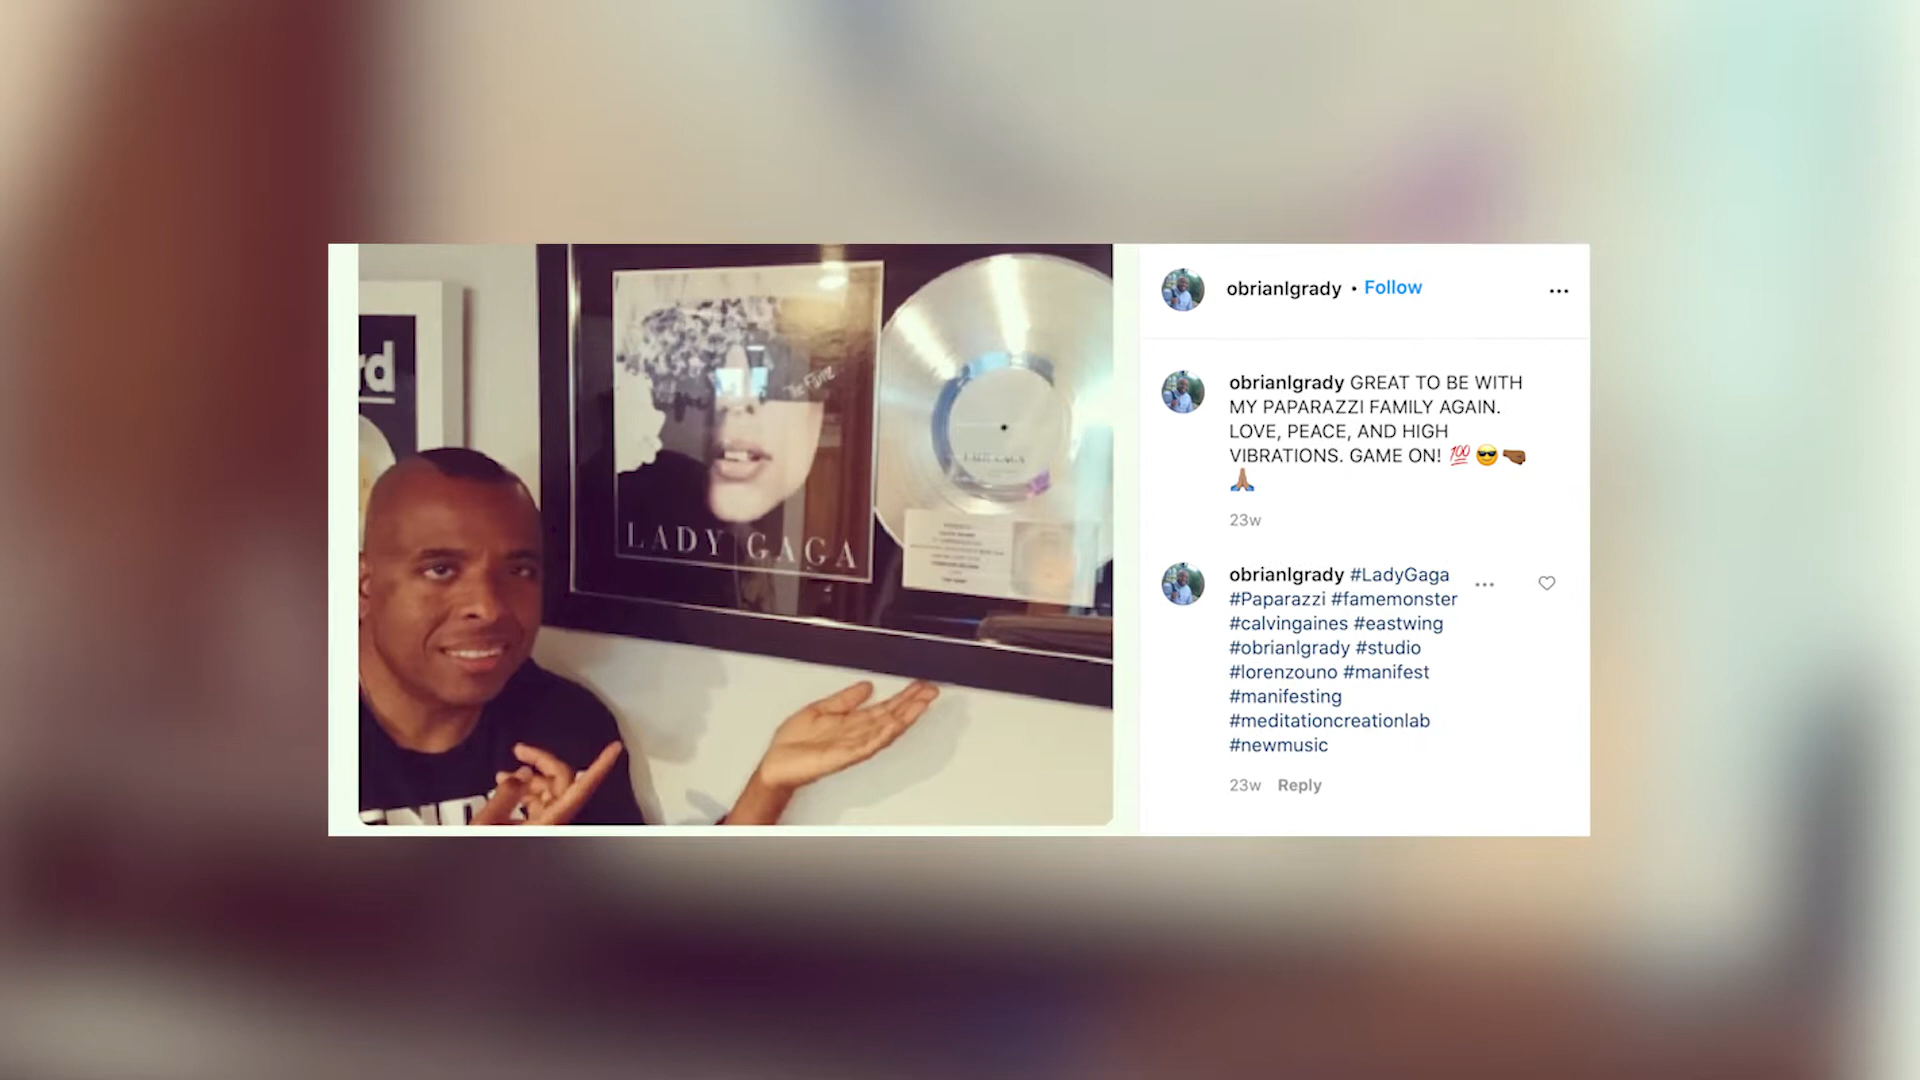 rd
The Fame
LADY GAGA
LADY GAGA
obrianlgrady • Follow
obrianlgrady GREAT TO BE WITH
MY PAPARAZZI FAMILY AGAIN.
LOVE, PEACE, AND HIGH
VIBRATIONS. GAME ON! 💯 😎 🤜🏾
🙏🏽
23w
obrianlgrady #LadyGaga
#Paparazzi #famemonster
#calvingaines #eastwing
#obrianlgrady #studio
#lorenzouno #manifest
#manifesting
#meditationcreationlab
#newmusic
23w Reply